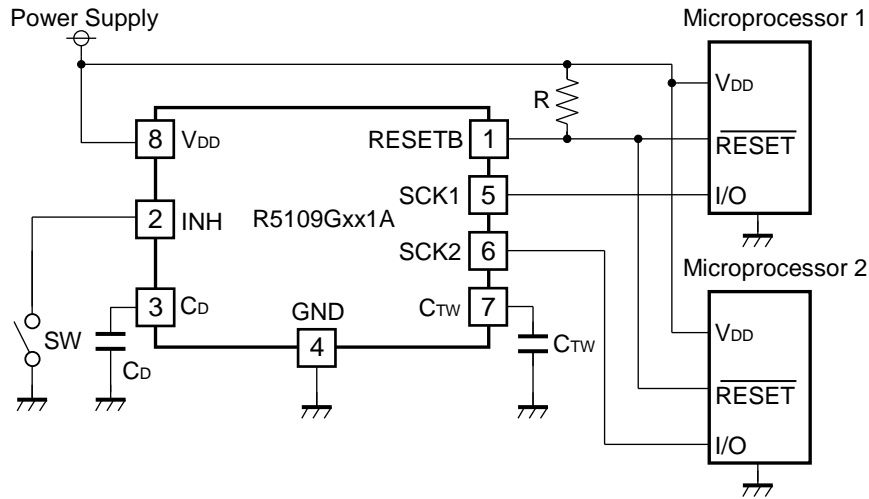 Power Supply
Microprocessor 1
R
VDD
8 VDD
RESETB 1
RESET
SCK1 5
I/O
2 INH
R5109Gxx1A
SCK2 6
Microprocessor 2
3 CD
GND
CTW 7
4
SW
CD
CTW
VDD
RESET
I/O